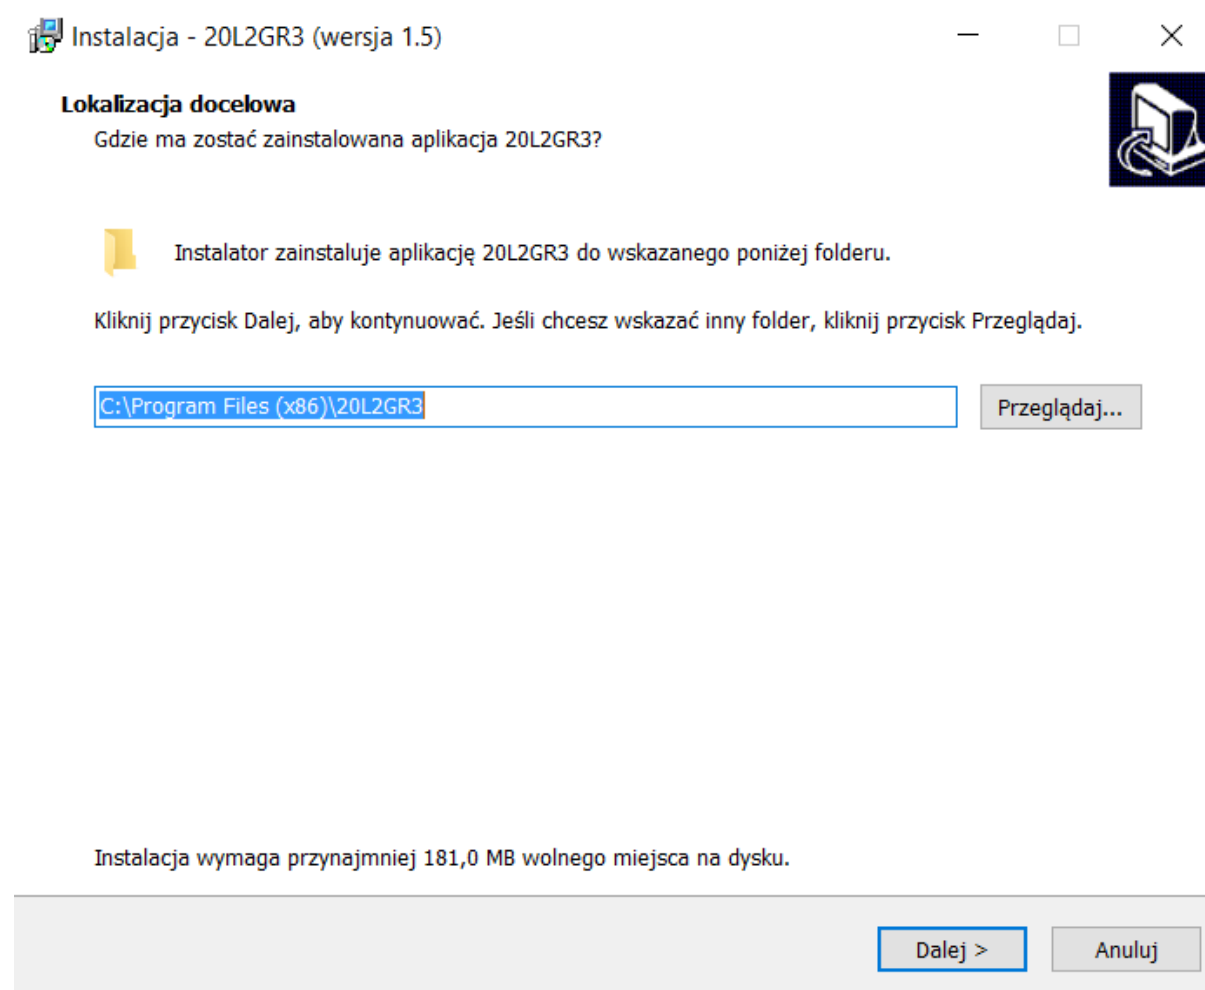 Instalacja - 20L2GR3 (wersja 1.5)
Lokalizacja docelowa
Gdzie ma zostać zainstalowana aplikacja 20L2GR3?
Instalator zainstaluje aplikację 20L2GR3 do wskazanego poniżej folderu.
Kliknij przycisk Dalej, aby kontynuować. Jeśli chcesz wskazać inny folder, kliknij przycisk Przeglądaj.
C:\Program Files (x86)\20L2GR3
Przeglądaj...
Instalacja wymaga przynajmniej 181,0 MB wolnego miejsca na dysku.
Dalej >
Anuluj